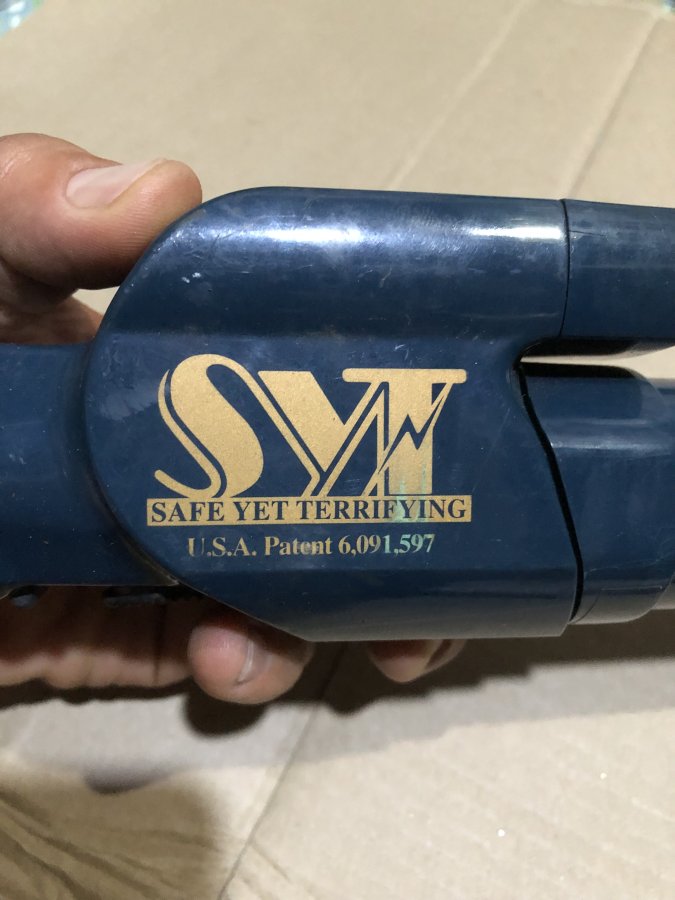 SYT
SAFE YET TERRIFYING
U.S.A. Patent 6,091,597